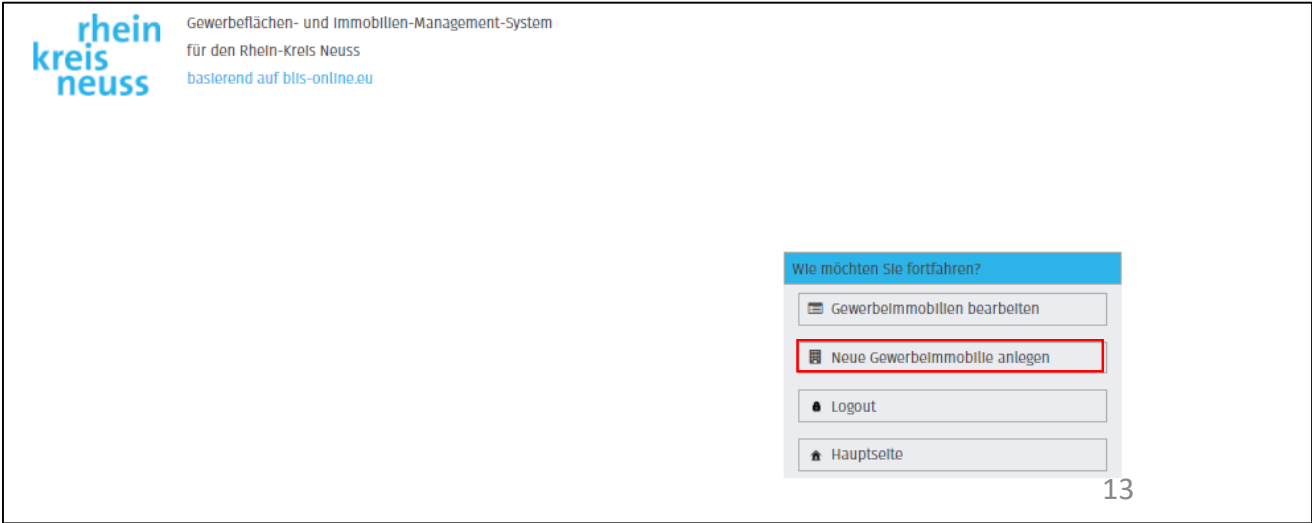 rhein
kreis
neuss
Gewerbeflächen- und Immobilien-Management-System
für den Rhein-Kreis Neuss
basierend auf blis-online.eu
Wie möchten Sie fortfahren?
Gewerbeimmobilien bearbeiten
Neue Gewerbeimmobilie anlegen
Logout
Hauptseite
13